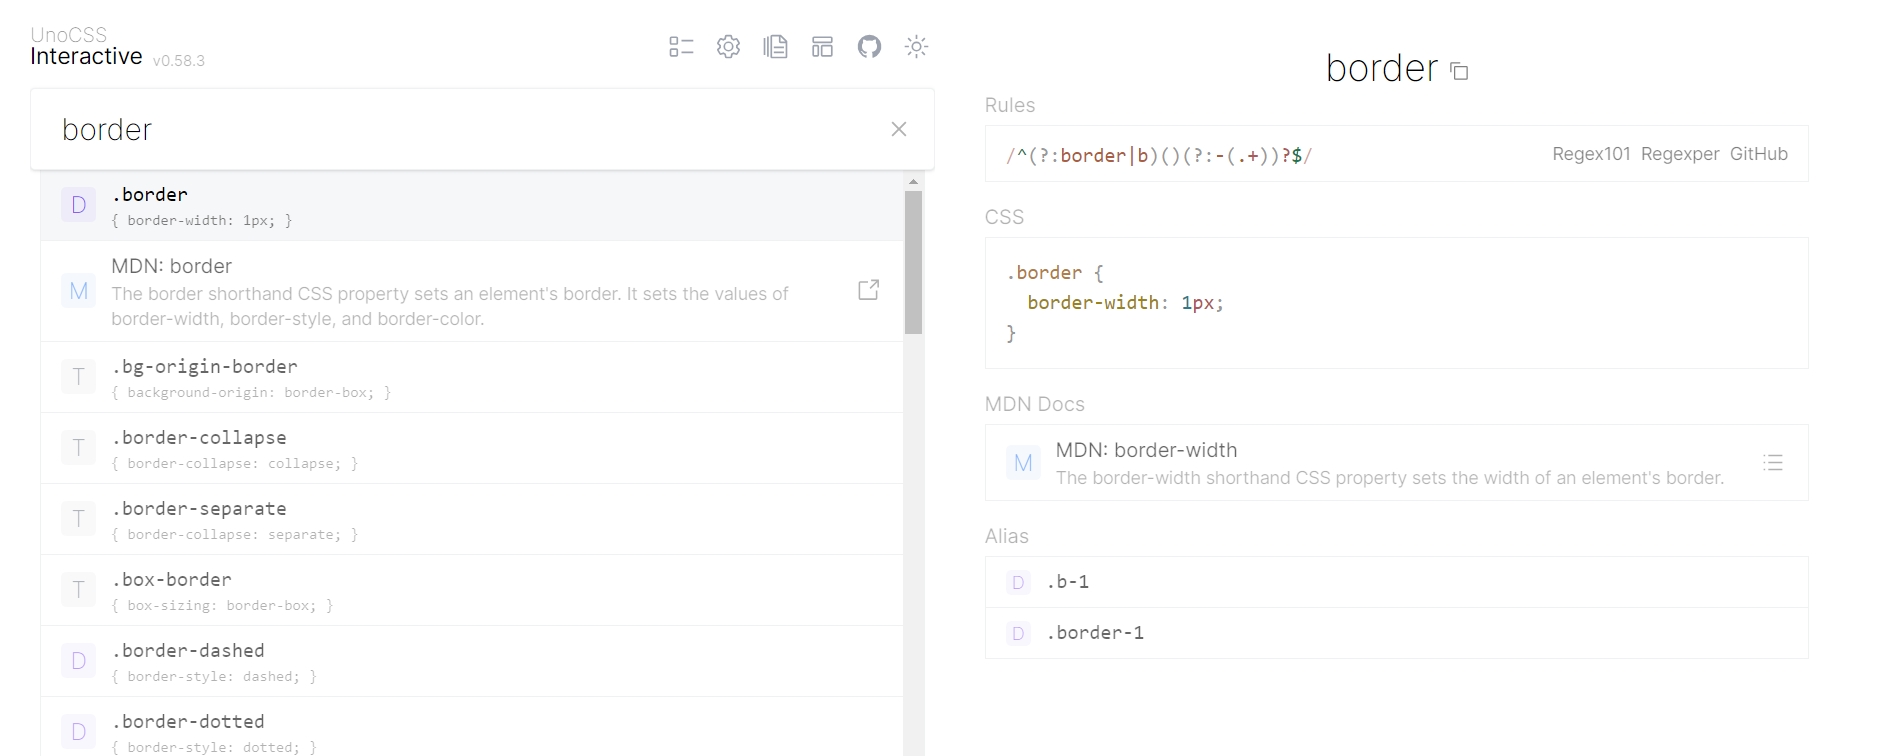 UnoCSS
Interactive v0.58.3
border
D
.border
{ border-width: 1px; }
M
MDN: border
The border shorthand CSS property sets an element's border. It sets the values of
border-width, border-style, and border-color.
T
.bg-origin-border
{ background-origin: border-box; }
T
.border-collapse
{ border-collapse: collapse; }
T
.border-separate
{ border-collapse: separate; }
T
.box-border
{ box-sizing: border-box; }
D
.border-dashed
{ border-style: dashed; }
D
.border-dotted
{ border-style: dotted; }
border
Rules
/^(?:border|b)()(?:-(.+))?$/ Regex101 Regexper GitHub
CSS
.border {
border-width: 1px;
}
MDN Docs
M
MDN: border-width
The border-width shorthand CSS property sets the width of an element's border.
Alias
D .b-1
D .border-1